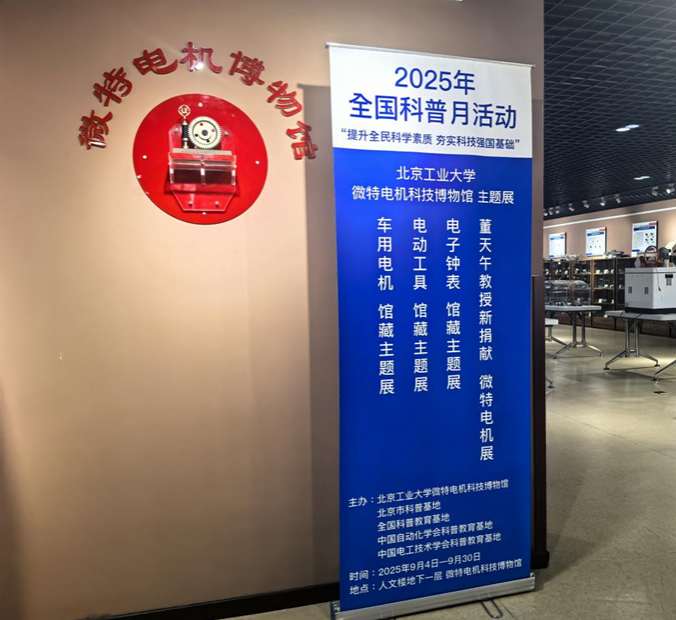 微特电机博物馆
2025年
全国科普月活动
“提升全民科学素质 夯实科技强国基础”
北京工业大学
微特电机科技博物馆 主题展
董天午教授新捐献 微特电机展
电子钟表 馆藏主题展
电动工具 馆藏主题展
车用电机 馆藏主题展
主办：北京工业大学微特电机科技博物馆
北京市科普基地
全国科普教育基地
中国自动化学会科普教育基地
中国电工技术学会科普教育基地
时间：2025年9月4日—9月30日
地点：人文楼地下一层 微特电机科技博物馆